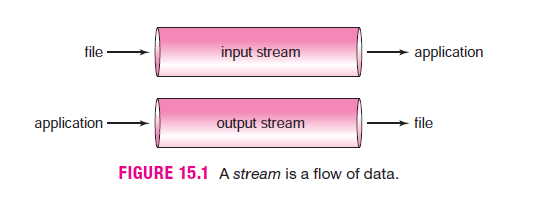 file input stream application
application output stream file
FIGURE 15.1 A stream is a flow of data.